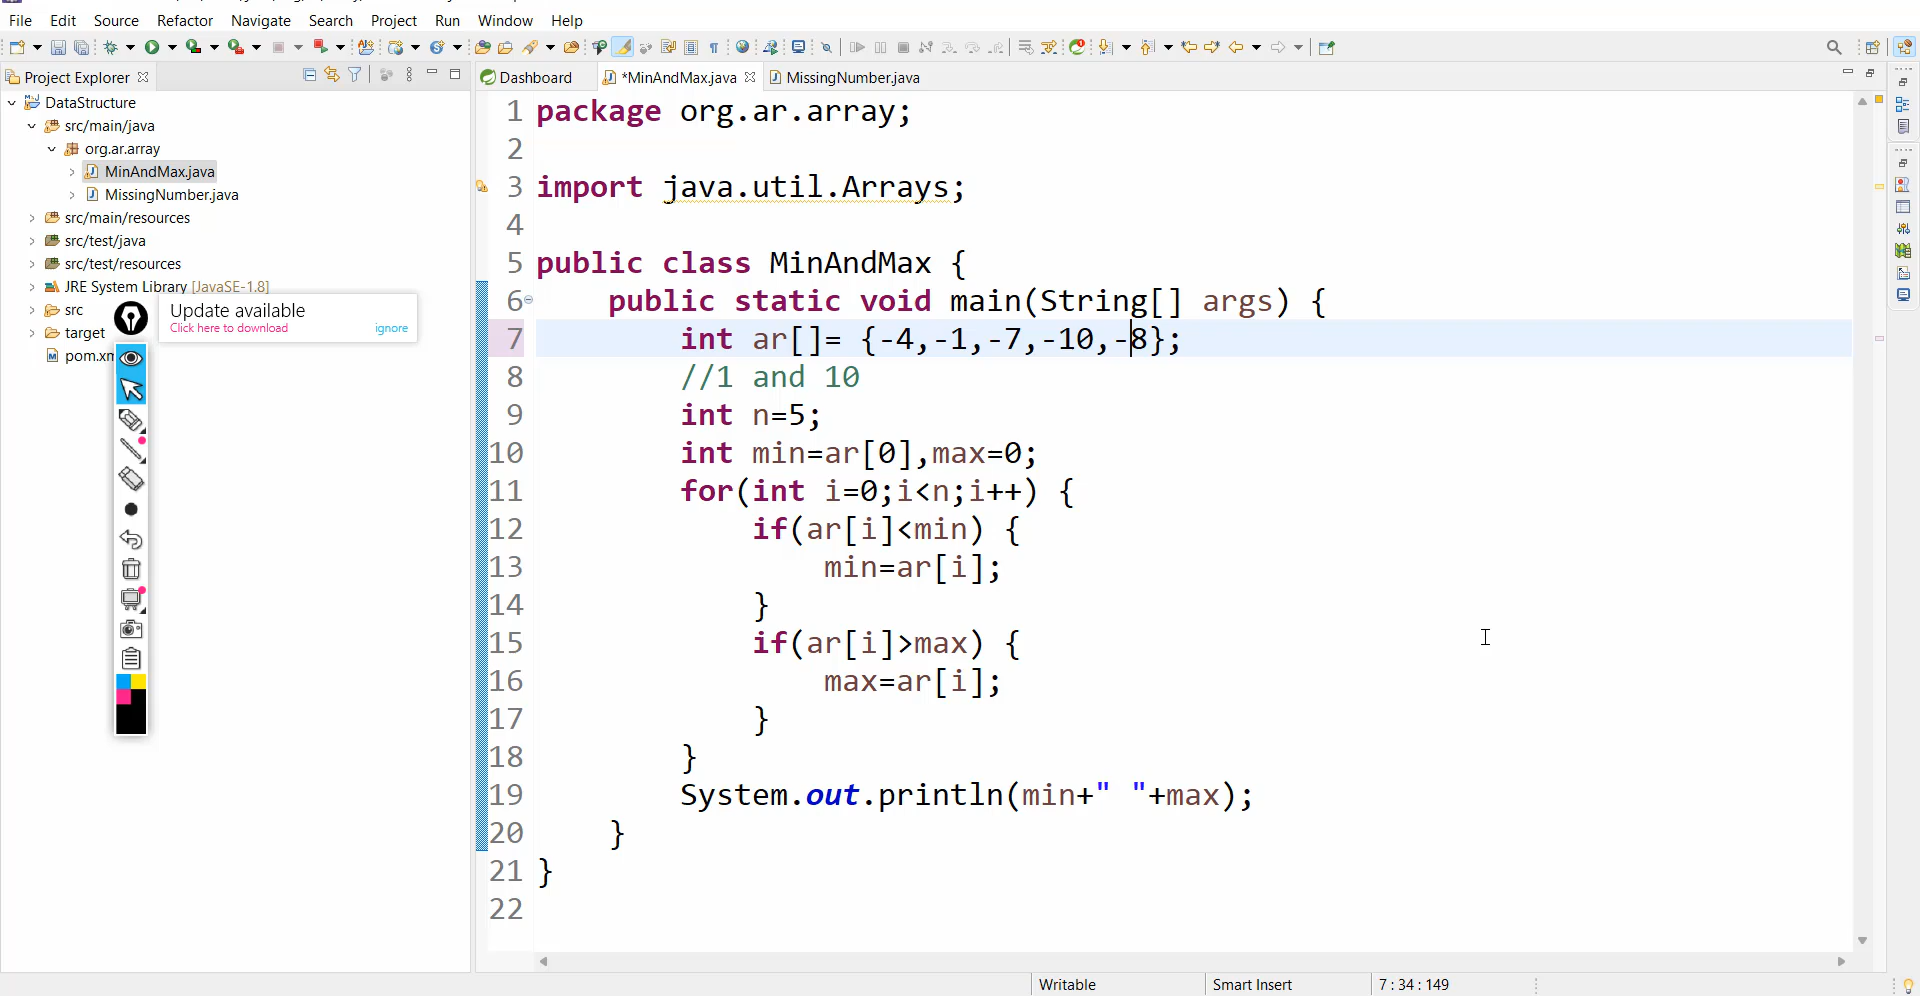 File Edit Source Refactor Navigate Search Project Run Window Help
Project Explorer
Dashboard
*MinAndMax.java
MissingNumber.java
DataStructure
src/main/java
org.ar.array
MinAndMax.java
MissingNumber.java
src/main/resources
src/test/java
src/test/resources
JRE System Library [JavaSE-1.8]
src
target
pom.xm
Update available
Click here to download
ignore
1 package org.ar.array;
2
3 import java.util.Arrays;
4
5 public class MinAndMax {
6 public static void main(String[] args) {
7 int ar[]= {-4,-1,-7,-10,-8};
8 //1 and 10
9 int n=5;
10 int min=ar[0],max=0;
11 for(int i=0;i<n;i++) {
12 if(ar[i]<min) {
13 min=ar[i];
14 }
15 if(ar[i]>max) {
16 max=ar[i];
17 }
18 }
19 System.out.println(min+" "+max);
20 }
21 }
22
Writable
Smart Insert
7 : 34 : 149